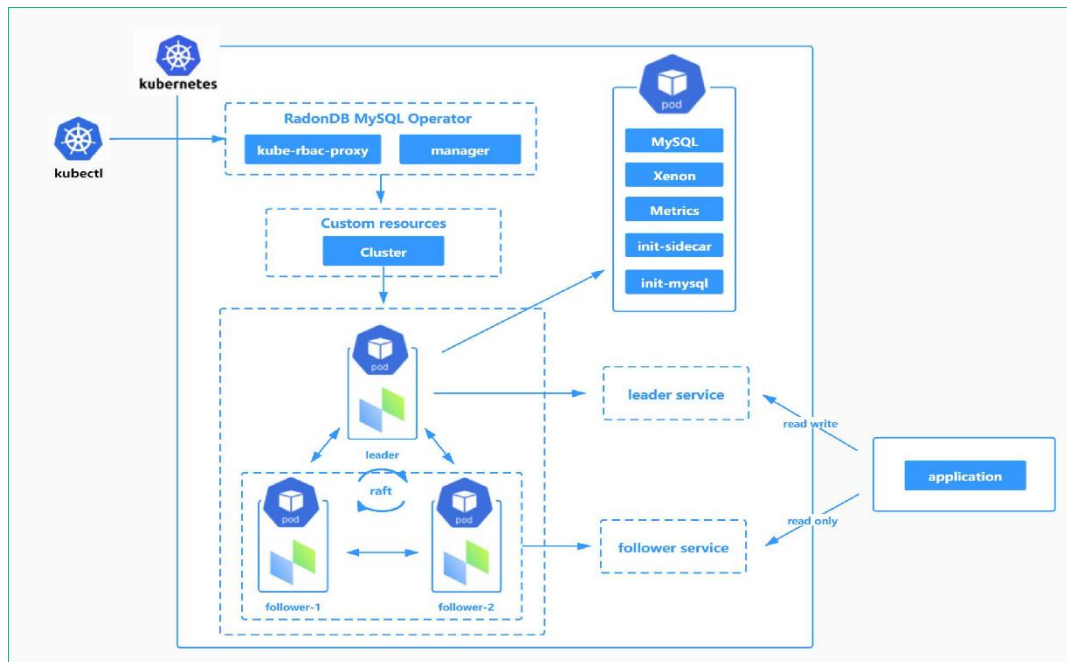 kubernetes
kubectl
RadonDB MySQL Operator
kube-rbac-proxy
manager
Custom resources
Cluster
pod
MySQL
Xenon
Metrics
init-sidecar
init-mysql
pod
leader
raft
pod
follower-1
pod
follower-2
leader service
follower service
read write
read only
application